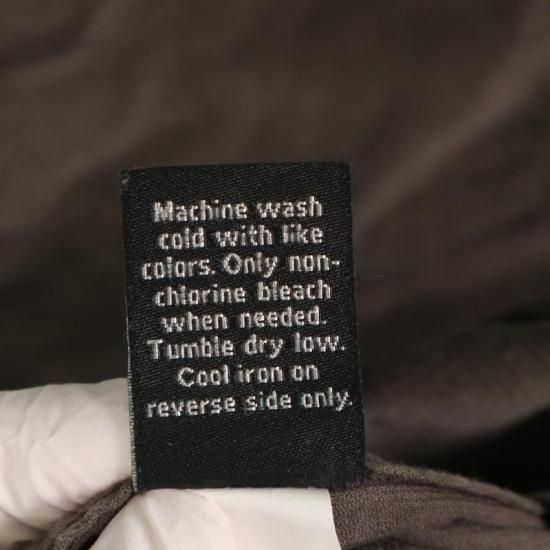 Machine wash
cold with like
colors. Only non-
chlorine bleach
when needed.
Tumble dry low.
Cool iron on
reverse side only.